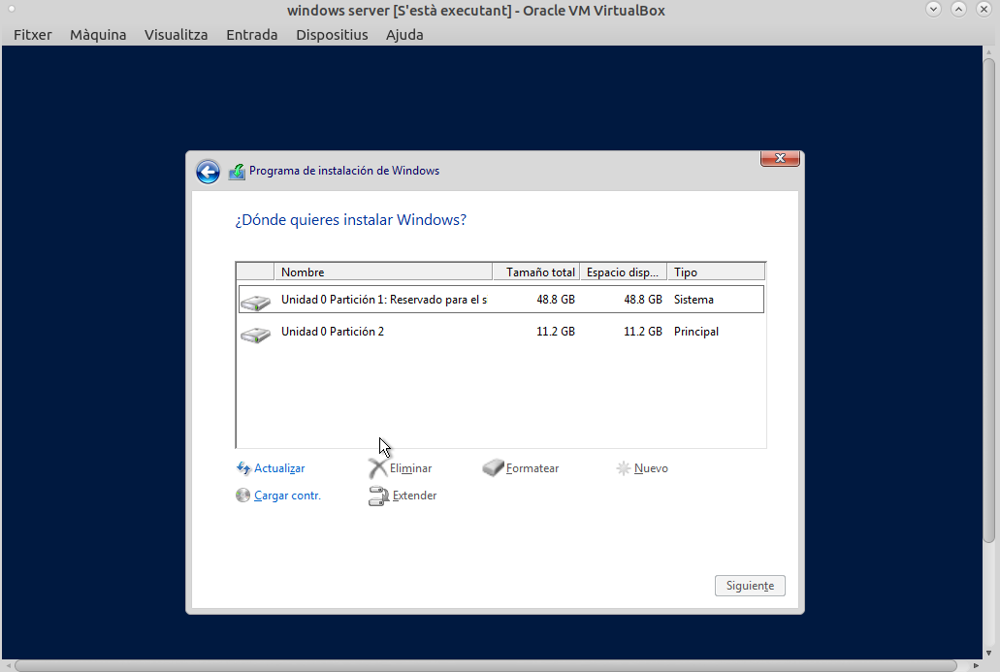 windows server [S'està executant] - Oracle VM VirtualBox
Fitxer Màquina Visualitza Entrada Dispositius Ajuda
Programa de instalación de Windows
¿Dónde quieres instalar Windows?
Nombre Tamaño total Espacio disp... Tipo
Unidad 0 Partición 1: Reservado para el s 48.8 GB 48.8 GB Sistema
Unidad 0 Partición 2 11.2 GB 11.2 GB Principal
Actualizar Eliminar Formatear Nuevo
Cargar contr. Extender
Siguiente